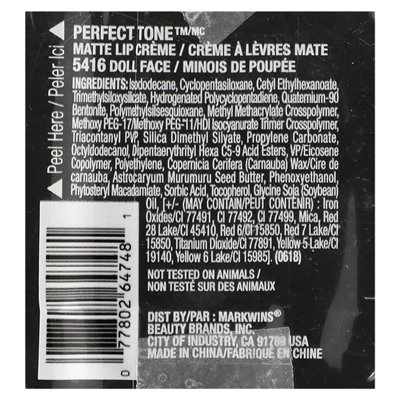 Peel Here / Peler Ici
PERFECT TONE™/MC
MATTE LIP CRÈME / CRÈME À LÈVRES MATE
5416 DOLL FACE / MINOIS DE POUPÉE
INGREDIENTS: Isododecane, Cyclopentasiloxane, Cetyl Ethylhexanoate,
Trimethylsiloxysilicate, Hydrogenated Polycyclopentadiene, Quaternium-90
Bentonite, Polymethylsilsesquioxane, Methyl Methacrylate Crosspolymer,
Methoxy PEG-17/Methoxy PEG-11/HDI Isocyanurate Trimer Crosspolymer,
Triacontanyl PVP, Silica Dimethyl Silylate, Propylene Carbonate,
Octyldodecanol, Dipentaerythrityl Hexa C5-9 Acid Esters, VP/Eicosene
Copolymer, Polyethylene, Copernicia Cerifera (Carnauba) Wax/Cire de
carnauba, Astrocaryum Murumuru Seed Butter, Phenoxyethanol,
Phytosteryl Macadamiate, Sorbic Acid, Tocopherol, Glycine Soja (Soybean)
Oil, [+/- (MAY CONTAIN/PEUT CONTENIR) : Iron
Oxides/CI 77491, CI 77492, CI 77499, Mica, Red
28 Lake/CI 45410, Red 6/CI 15850, Red 7 Lake/CI
15850, Titanium Dioxide/CI 77891, Yellow 5 Lake/CI
19140, Yellow 6 Lake/CI 15985]. (0618)
NOT TESTED ON ANIMALS /
NON TESTÉ SUR DES ANIMAUX
DIST BY/PAR : MARKWINS®
BEAUTY BRANDS, INC.
CITY OF INDUSTRY, CA 91789 USA
MADE IN CHINA/FABRIQUÉ EN CHINE
0 77802 64748 1